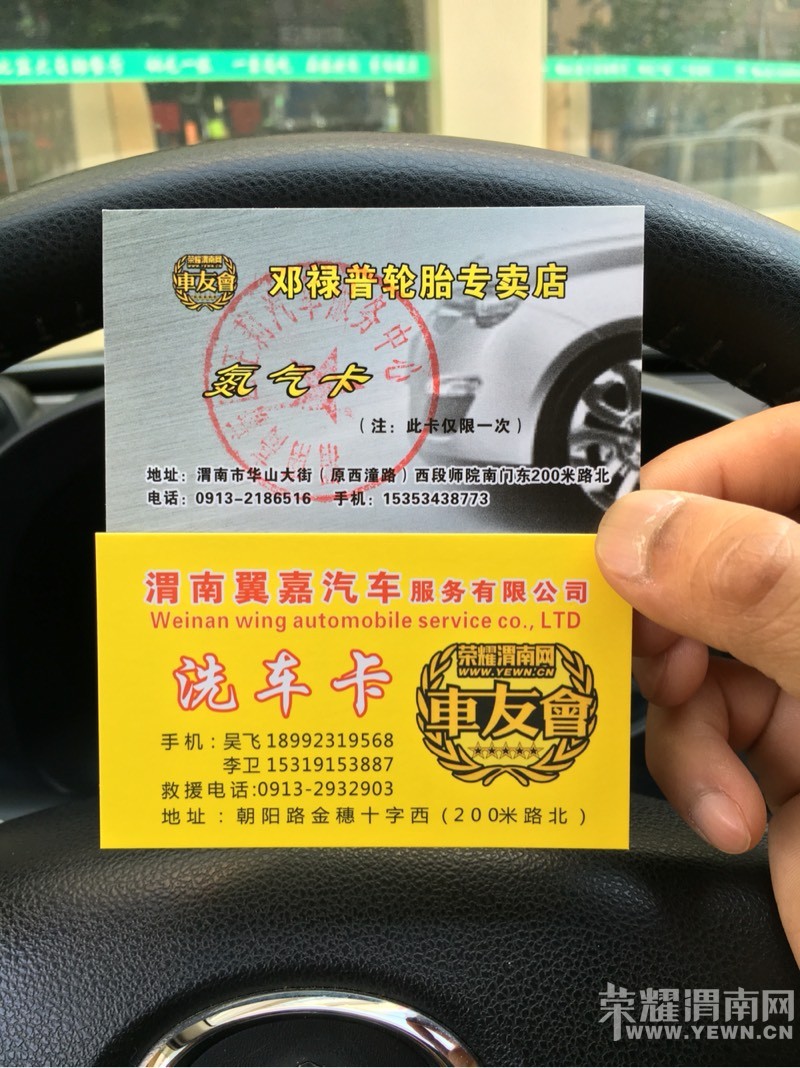 荣耀渭南网
WWW.YEWN.CN
車友會
邓禄普轮胎专卖店
氮气卡
（注：此卡仅限一次）
地址：渭南市华山大街（原西潼路）西段师院南门东200米路北
电话：0913-2186516 手机：15353438773
渭南翼嘉汽车服务有限公司
Weinan wing automobile service co., LTD
洗车卡
荣耀渭南网
WWW.YEWN.CN
車友會
手机：吴飞 18992319568
李卫 15319153887
救援电话:0913-2932903
地址：朝阳路金穗十字西（200米路北）
荣耀渭南网
WWW.YEWN.CN